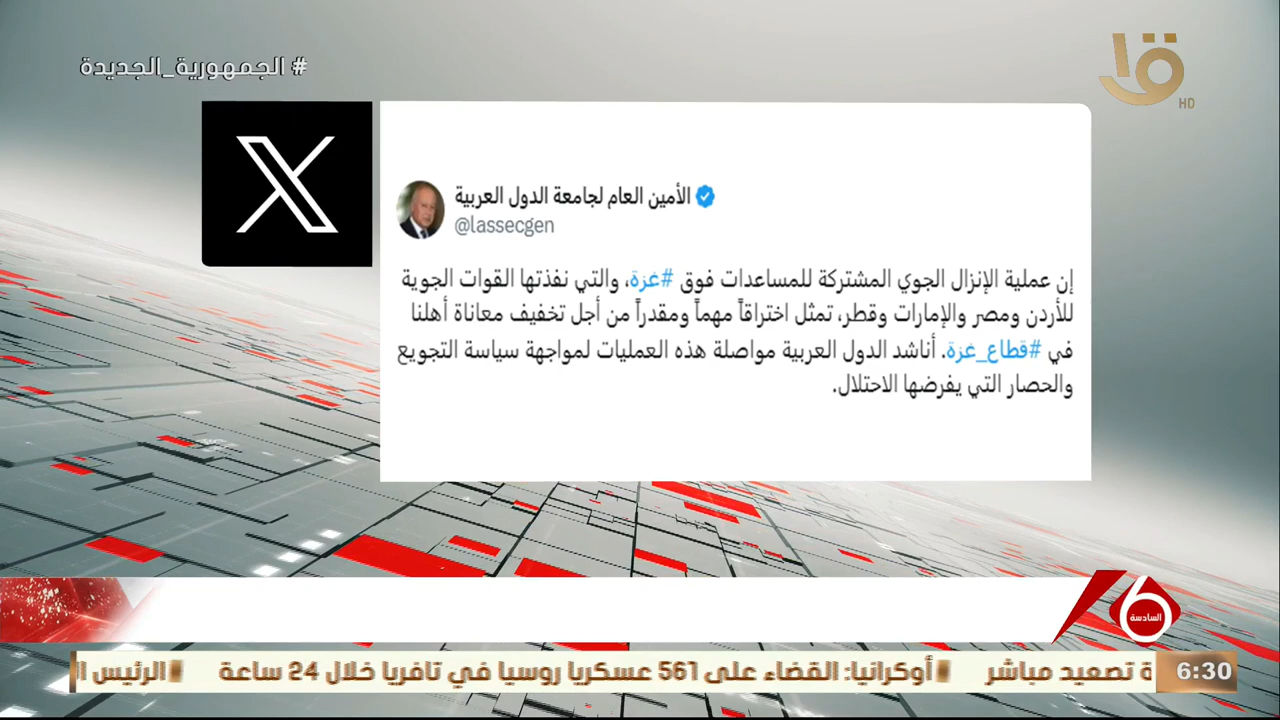 # الجمهورية_الجديدة
HD
الأمين العام لجامعة الدول العربية
@lassecgen
إن عملية الإنزال الجوي المشتركة للمساعدات فوق #غزة، والتي نفذتها القوات الجوية
للأردن ومصر والإمارات وقطر، تمثل اختراقاً مهماً ومقدراً من أجل تخفيف معاناة أهلنا
في #قطاع_غزة. أناشد الدول العربية مواصلة هذه العمليات لمواجهة سياسة التجويع
والحصار التي يفرضها الاحتلال.
6 السادسة
6:30
ة تصعيد مباشر أوكرانيا: القضاء على 561 عسكريا روسيا في تافريا خلال 24 ساعة الرئيس ال